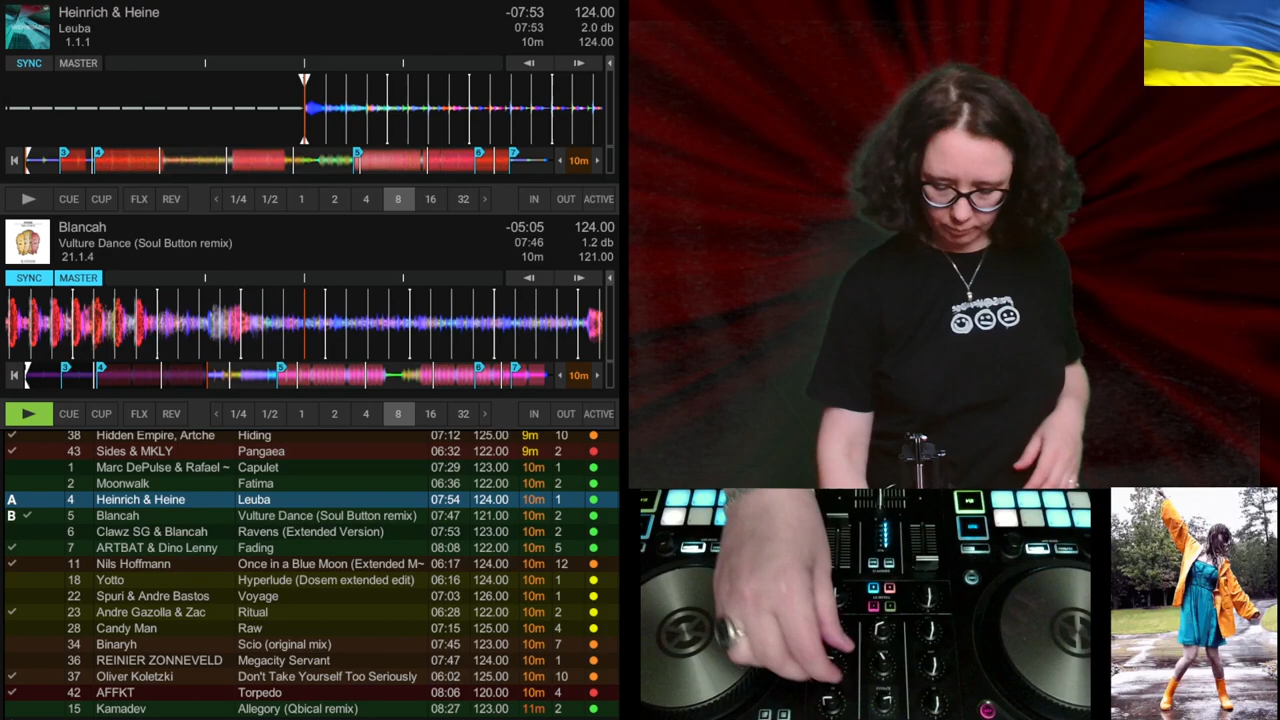 Heinrich & Heine -07:53 124.00
Leuba 07:53 2.0 db
1.1.1 10m 124.00
SYNC MASTER
3 4 5 6 7 10m
CUE CUP FLX REV < 1/4 1/2 1 2 4 8 16 32 > IN OUT ACTIVE
Blancah -05:05 124.00
Vulture Dance (Soul Button remix) 07:46 1.2 db
21.1.4 10m 121.00
SYNC MASTER
3 4 5 6 7 10m
CUE CUP FLX REV < 1/4 1/2 1 2 4 8 16 32 > IN OUT ACTIVE
38 Hidden Empire, Artche Hiding 07:12 125.00 9m 10
43 Sides & MKLY Pangaea 06:32 122.00 9m 2
1 Marc DePulse & Rafael ~ Capulet 07:29 123.00 10m 1
2 Moonwalk Fatima 06:36 122.00 10m 2
A 4 Heinrich & Heine Leuba 07:54 124.00 10m 1
B 5 Blancah Vulture Dance (Soul Button remix) 07:47 121.00 10m 2
6 Clawz SG & Blancah Ravens (Extended Version) 07:53 123.00 10m 2
7 ARTBAT & Dino Lenny Fading 08:08 122.00 10m 5
11 Nils Hoffmann Once in a Blue Moon (Extended M~ 06:17 124.00 10m 12
18 Yotto Hyperlude (Dosem extended edit) 06:16 124.00 10m 1
22 Spuri & Andre Bastos Voyage 07:03 126.00 10m 1
23 Andre Gazolla & Zac Ritual 06:28 122.00 10m 2
28 Candy Man Raw 07:15 125.00 10m 4
34 Binaryh Scio (original mix) 07:45 123.00 10m 7
36 REINIER ZONNEVELD Megacity Servant 07:47 124.00 10m 1
37 Oliver Koletzki Don't Take Yourself Too Seriously 06:02 125.00 10m 10
42 AFFKT Torpedo 08:06 120.00 10m 4
15 Kamadev Allegory (Qbical remix) 08:27 123.00 11m 2